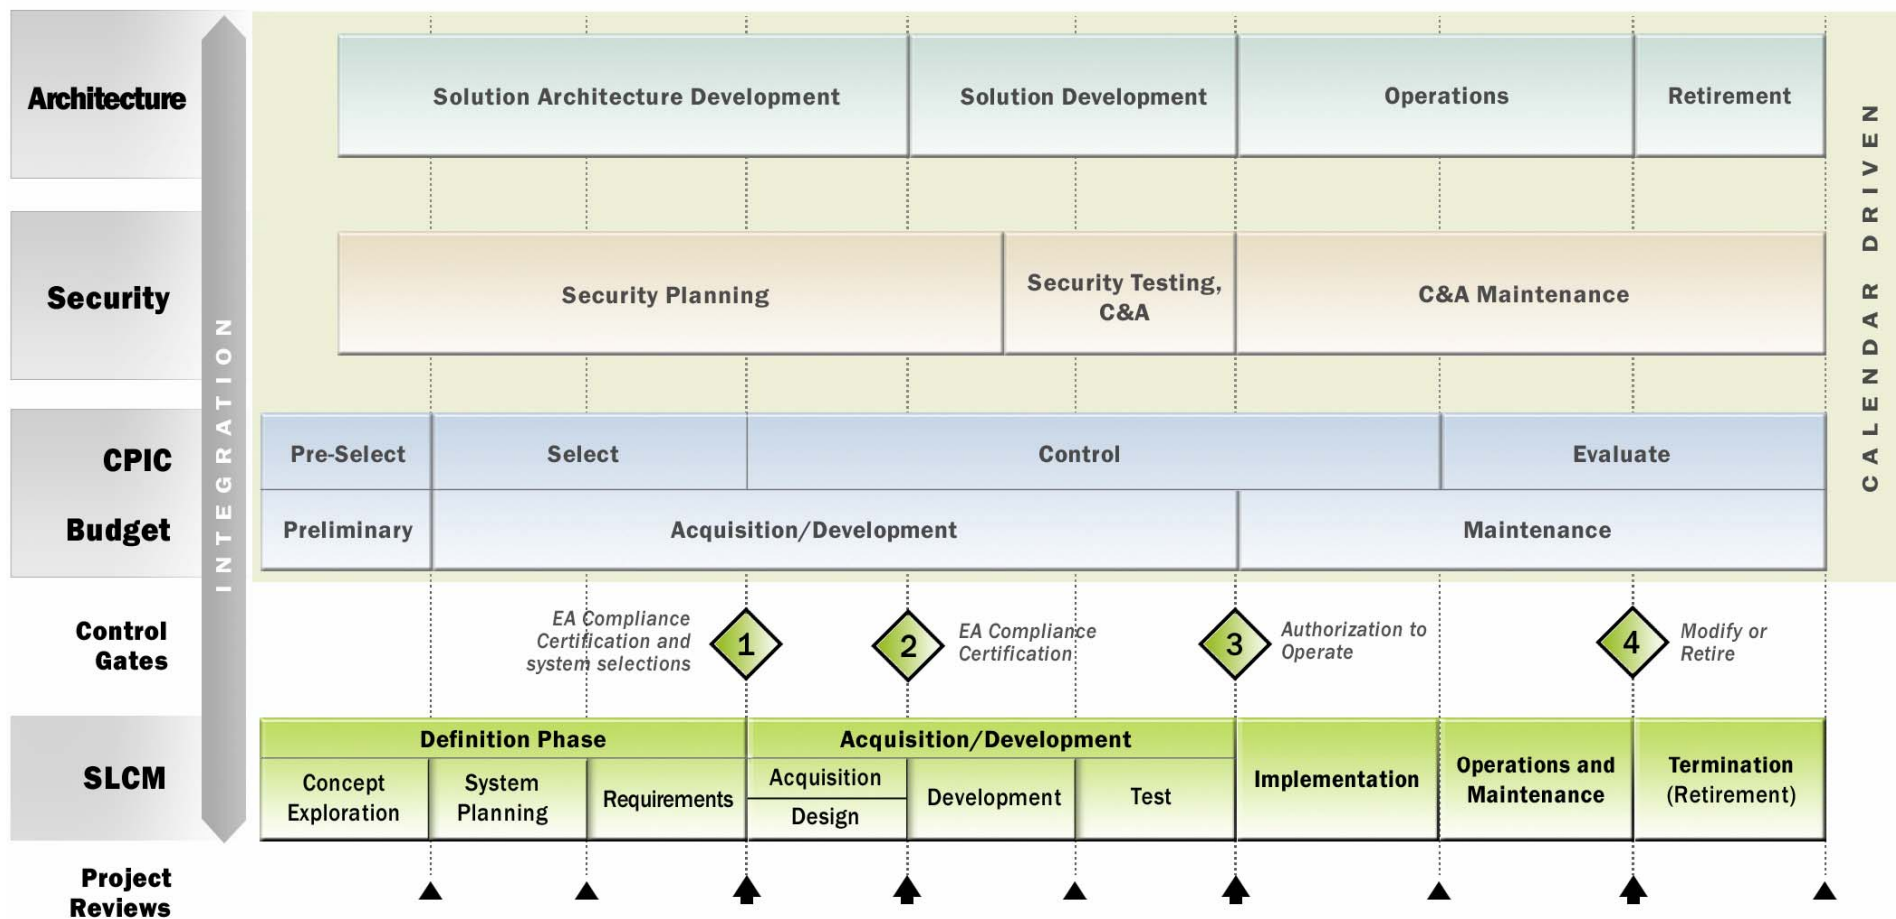 Architecture
Solution Architecture Development
Solution Development
Operations
Retirement
Security
Security Planning
Security Testing,
C&A
C&A Maintenance
INTEGRATION
CALENDAR DRIVEN
CPIC
Pre-Select
Select
Control
Evaluate
Budget
Preliminary
Acquisition/Development
Maintenance
Control
Gates
EA Compliance
Certification and
system selections
1
2
EA Compliance
Certification
3
Authorization to
Operate
4
Modify or
Retire
SLCM
Definition Phase
Concept
Exploration
System
Planning
Requirements
Acquisition/Development
Acquisition
Design
Development
Test
Implementation
Operations and
Maintenance
Termination
(Retirement)
Project
Reviews